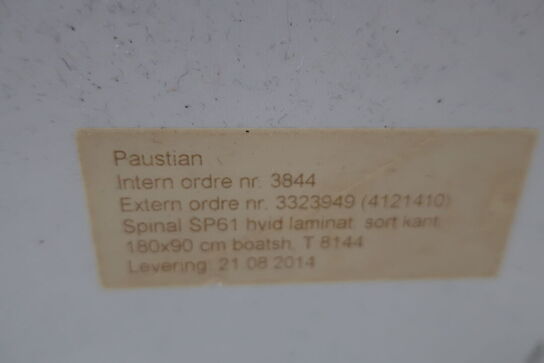 Paustian
Intern ordre nr. 3844
Extern ordre nr. 3323949 (4121410)
Spinal SP61 hvid laminat, sort kant,
180x90 cm boatsh. T 8144
Levering: 21.08.2014